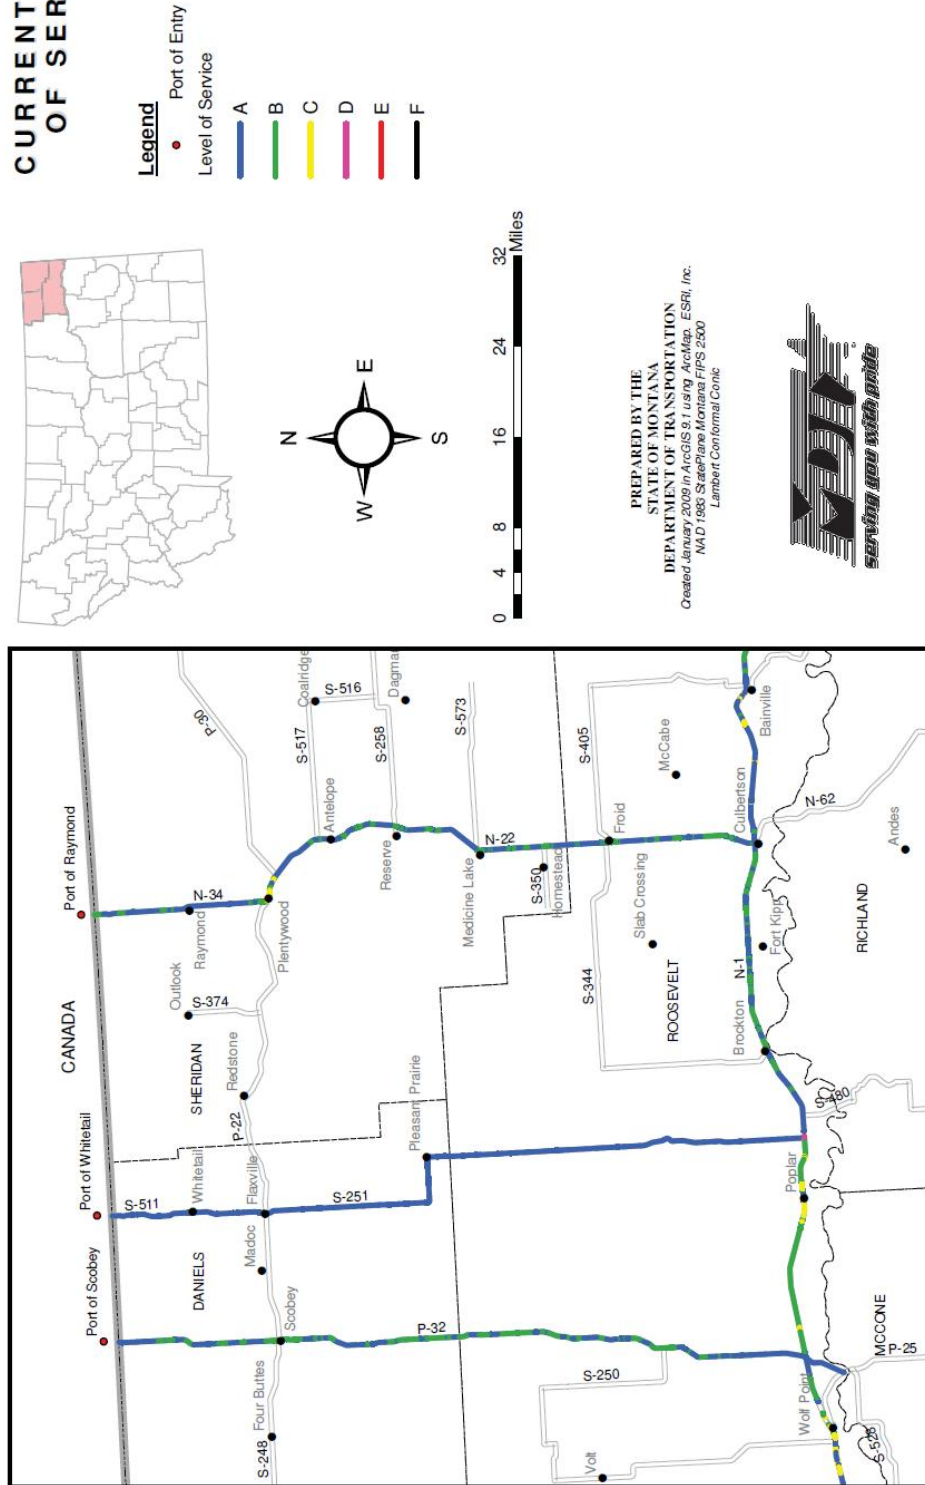 CURRENT
OF SER
Legend
Port of Entry
Level of Service
A
B
C
D
E
F
N
W
E
S
0 4 8 16 24 32
Miles
PREPARED BY THE
STATE OF MONTANA
DEPARTMENT OF TRANSPORTATION
Created January 2009 in ArcGIS 9.1 using ArcMap. ESRI, Inc.
NAD 1983 StatePlane Montana FIPS 2500
Lambert Conformal Conic
MDT
serving you with pride
Port of Scobey
Port of Whitetail
CANADA
Port of Raymond
S-511
Whitetail
DANIELS
SHERIDAN
Outlook
S-374
Raymond
N-34
P-30
Four Buttes
S-248
Scobey
Madoc
Flaxville
P-22
Redstone
Plentywood
S-251
Antelope
S-517
Coalridge
S-516
Reserve
S-258
Dagma
P-32
Pleasant Prairie
Medicine Lake
N-22
S-573
S-350
Homestead
Volt
S-250
S-344
Froid
S-405
ROOSEVELT
Slab Crossing
McCabe
Wolf Point
Poplar
Brockton
N-1
Fort Kipp
Culbertson
Bainville
S-480
N-62
S-528
MCCONE
P-25
RICHLAND
Andes